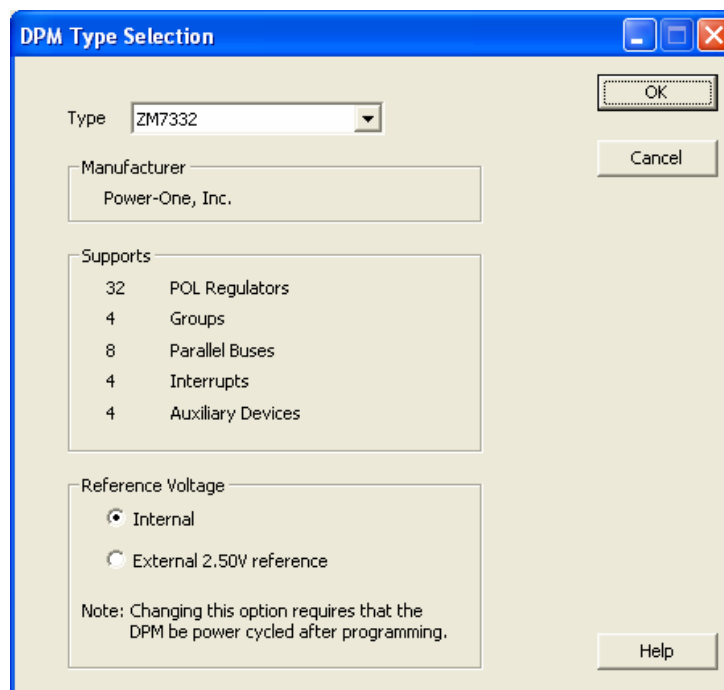 DPM Type Selection
OK
Type ZM7332
Cancel
Manufacturer
Power-One, Inc.
Supports
32 POL Regulators
4 Groups
8 Parallel Buses
4 Interrupts
4 Auxiliary Devices
Reference Voltage
Internal
External 2.50V reference
Note: Changing this option requires that the
DPM be power cycled after programming.
Help